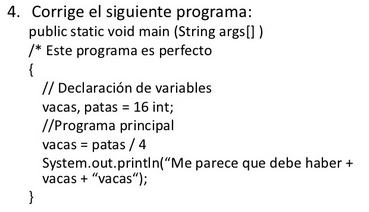 4. Corrige el siguiente programa:
public static void main (String args[] )
/* Este programa es perfecto
{
// Declaración de variables
vacas, patas = 16 int;
//Programa principal
vacas = patas / 4
System.out.println(“Me parece que debe haber +
vacas + “vacas“);
}